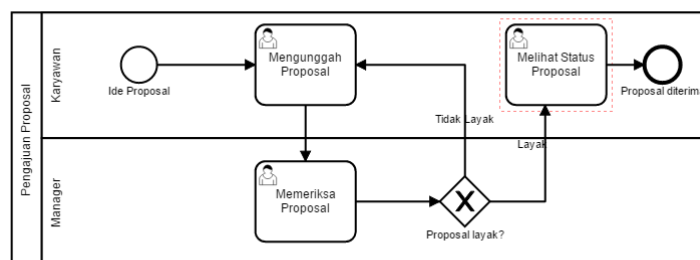 Pengajuan Proposal
Karyawan
Ide Proposal
Mengunggah
Proposal
Tidak Layak
Melihat Status
Proposal
Proposal diterim
Layak
Manager
Memeriksa
Proposal
Proposal layak?